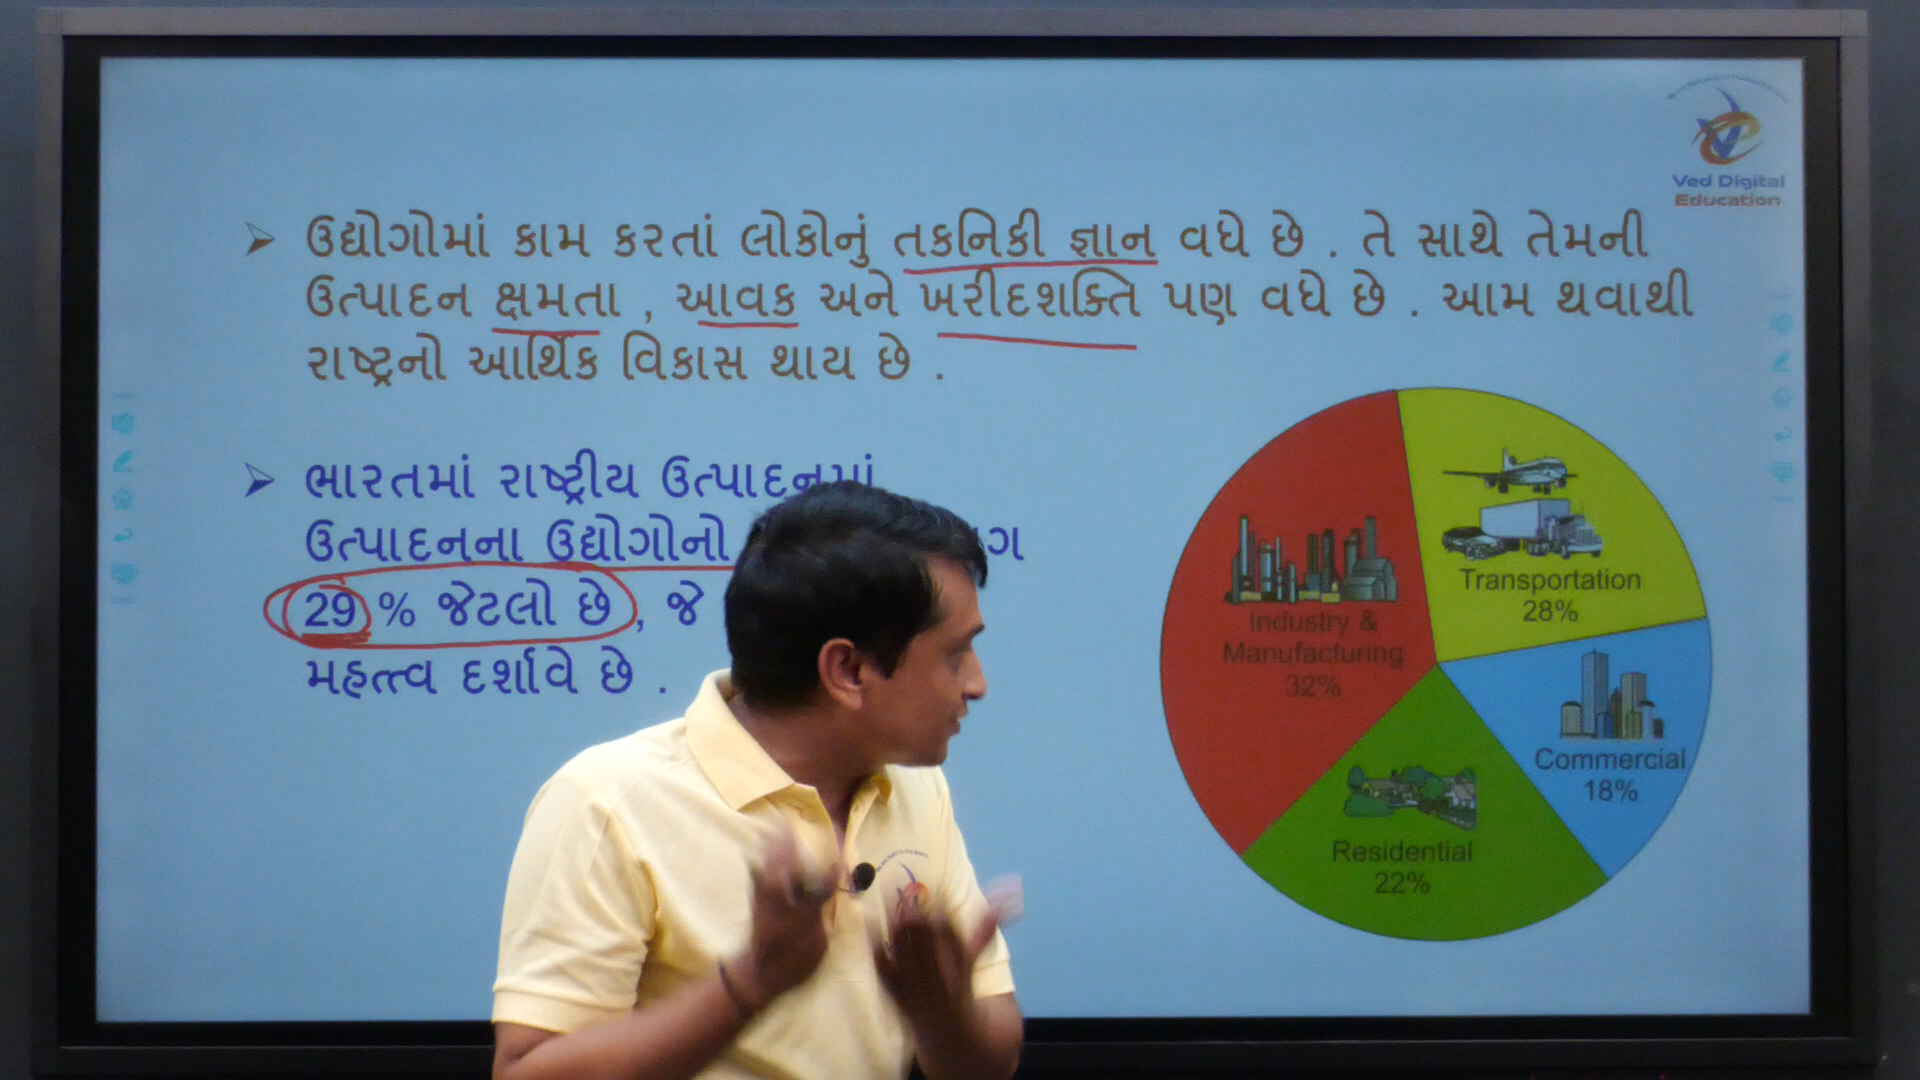 Ved Digital
Education
ઉદ્યોગોમાં કામ કરતાં લોકોનું તકનિકી જ્ઞાન વધે છે . તે સાથે તેમની
ઉત્પાદન ક્ષમતા , આવક અને ખરીદશક્તિ પણ વધે છે . આમ થવાથી
રાષ્ટ્રનો આર્થિક વિકાસ થાય છે .
ભારતમાં રાષ્ટ્રીય ઉત્પાદનમાં
ઉત્પાદનના ઉદ્યોગોનો
29 % જેટલો છે , જે
મહત્ત્વ દર્શાવે છે .
Transportation
28%
Industry &
Manufacturing
32%
Commercial
18%
Residential
22%